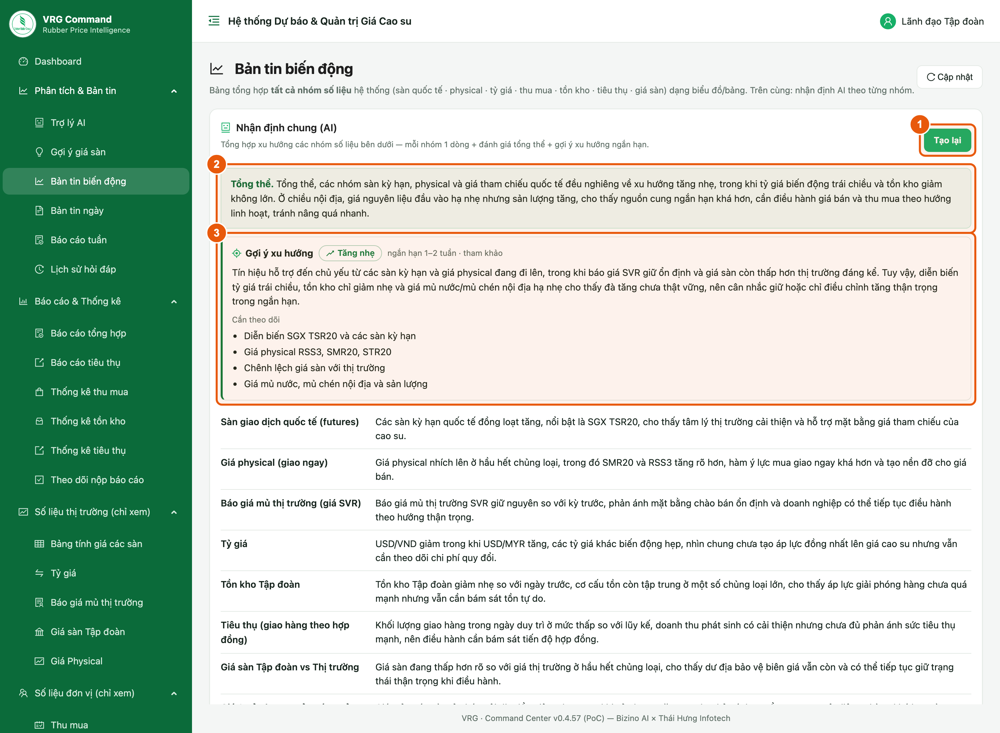 VRG Command
Rubber Price Intelligence
Dashboard
Phân tích & Bản tin
Trợ lý AI
Gợi ý giá sàn
Bản tin biến động
Bản tin ngày
Báo cáo tuần
Lịch sử hỏi đáp
Báo cáo & Thống kê
Báo cáo tổng hợp
Báo cáo tiêu thụ
Thống kê thu mua
Thống kê tồn kho
Thống kê tiêu thụ
Theo dõi nộp báo cáo
Số liệu thị trường (chỉ xem)
Bảng tính giá các sàn
Tỷ giá
Báo giá mủ thị trường
Giá sàn Tập đoàn
Giá Physical
Số liệu đơn vị (chỉ xem)
Thu mua
Hệ thống Dự báo & Quản trị Giá Cao su
Lãnh đạo Tập đoàn
Bản tin biến động
Cập nhật
Bảng tổng hợp tất cả nhóm số liệu hệ thống (sàn quốc tế · physical · tỷ giá · thu mua · tồn kho · tiêu thụ · giá sàn) dạng biểu đồ/bảng. Trên cùng: nhận định AI theo từng nhóm.
Nhận định chung (AI)
Tổng hợp xu hướng các nhóm số liệu bên dưới — mỗi nhóm 1 dòng + đánh giá tổng thể + gợi ý xu hướng ngắn hạn.
1
Tạo lại
2
Tổng thể. Tổng thể, các nhóm sàn kỳ hạn, physical và giá tham chiếu quốc tế đều nghiêng về xu hướng tăng nhẹ, trong khi tỷ giá biến động trái chiều và tồn kho giảm
không lớn. Ở chiều nội địa, giá nguyên liệu đầu vào hạ nhẹ nhưng sản lượng tăng, cho thấy nguồn cung ngắn hạn khá hơn, cần điều hành giá bán và thu mua theo hướng
linh hoạt, tránh nâng quá nhanh.
3
Gợi ý xu hướng Tăng nhẹ ngắn hạn 1–2 tuần · tham khảo
Tín hiệu hỗ trợ đến chủ yếu từ các sàn kỳ hạn và giá physical đang đi lên, trong khi báo giá SVR giữ ổn định và giá sàn còn thấp hơn thị trường đáng kể. Tuy vậy, diễn biến
tỷ giá trái chiều, tồn kho chỉ giảm nhẹ và giá mủ nước/mủ chén nội địa hạ nhẹ cho thấy đà tăng chưa thật vững, nên cân nhắc giữ hoặc chỉ điều chỉnh tăng thận trọng
trong ngắn hạn.
Cần theo dõi
• Diễn biến SGX TSR20 và các sàn kỳ hạn
• Giá physical RSS3, SMR20, STR20
• Chênh lệch giá sàn với thị trường
• Giá mủ nước, mủ chén nội địa và sản lượng
Sàn giao dịch quốc tế (futures)
Các sàn kỳ hạn quốc tế đồng loạt tăng, nổi bật là SGX TSR20, cho thấy tâm lý thị trường cải thiện và hỗ trợ mặt bằng giá tham chiếu của
cao su.
Giá physical (giao ngay)
Giá physical nhích lên ở hầu hết chủng loại, trong đó SMR20 và RSS3 tăng rõ hơn, hàm ý lực mua giao ngay khá hơn và tạo nền đỡ cho giá
bán.
Báo giá mủ thị trường (giá SVR)
Báo giá mủ thị trường SVR giữ nguyên so với kỳ trước, phản ánh mặt bằng chào bán ổn định và doanh nghiệp có thể tiếp tục điều hành
theo hướng thận trọng.
Tỷ giá
USD/VND giảm trong khi USD/MYR tăng, các tỷ giá khác biến động hẹp, nhìn chung chưa tạo áp lực đồng nhất lên giá cao su nhưng vẫn
cần theo dõi chi phí quy đổi.
Tồn kho Tập đoàn
Tồn kho Tập đoàn giảm nhẹ so với ngày trước, cơ cấu tồn còn tập trung ở một số chủng loại lớn, cho thấy áp lực giải phóng hàng chưa quá
mạnh nhưng vẫn cần bám sát tồn tự do.
Tiêu thụ (giao hàng theo hợp
đồng)
Khối lượng giao hàng trong ngày duy trì ở mức thấp so với lũy kế, doanh thu phát sinh có cải thiện nhưng chưa đủ phản ánh sức tiêu thụ
mạnh, nên điều hành cần bám sát tiến độ hợp đồng.
Giá sàn Tập đoàn vs Thị trường
Giá sàn đang thấp hơn rõ so với giá thị trường ở hầu hết chủng loại, cho thấy dư địa bảo vệ biên giá vẫn còn và có thể tiếp tục giữ trạng
thái thận trọng khi điều hành.
VRG · Command Center v0.4.57 (PoC) — Bizino AI × Thái Hưng Infotech